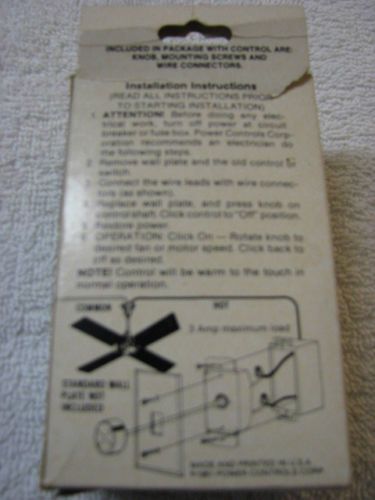 INCLUDED IN PACKAGE WITH CONTROL ARE:
KNOB, MOUNTING SCREWS AND
WIRE CONNECTORS.
Installation Instructions
(READ ALL INSTRUCTIONS PRIOR
TO STARTING INSTALLATION)
1. ATTENTION! Before doing any elec-
trical work, turn off power at circuit
breaker or fuse box. Power Controls Corp-
oration recommends an electrician do
the following steps.
2. Remove wall plate and the old control or
switch.
3. Connect the wire leads with wire connec-
tors (as shown).
4. Replace wall plate, and press knob on
control shaft. Click control to "Off" position.
5. Restore power.
6. OPERATION: Click On — Rotate knob to
desired fan or motor speed. Click back to
off as desired.
NOTE! Control will be warm to the touch in
normal operation.
COMMON
HOT
3 Amp maximum load
STANDARD WALL
PLATE NOT
INCLUDED
MADE AND PRINTED IN U.S.A.
POWER CONTROLS CORP.